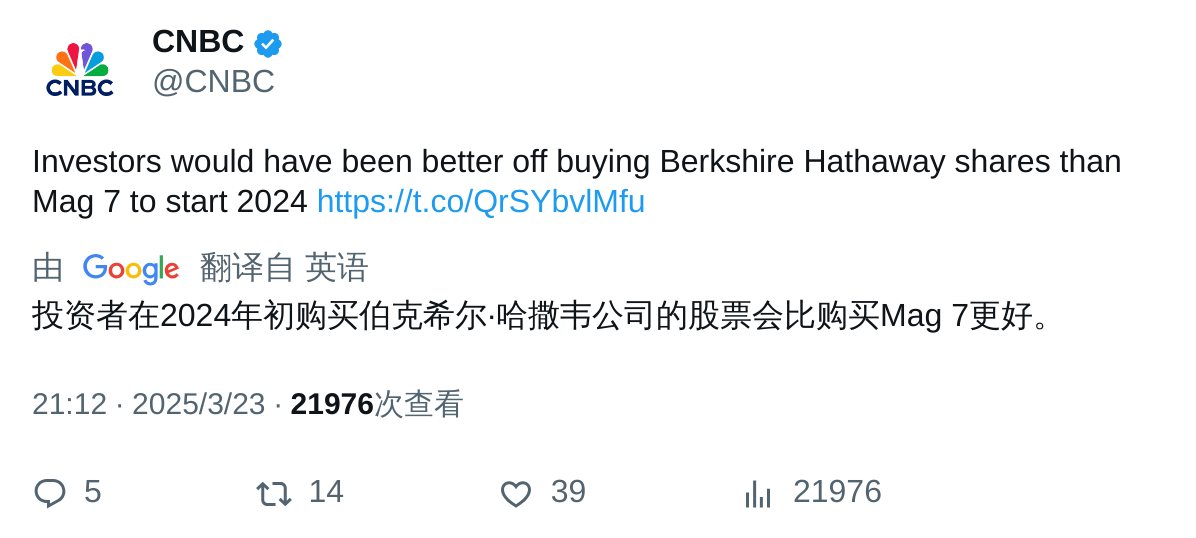 CNBC
CNBC
@CNBC
Investors would have been better off buying Berkshire Hathaway shares than
Mag 7 to start 2024 https://t.co/QrSYbvlMfu
由 Google 翻译自 英语
投资者在2024年初购买伯克希尔·哈撒韦公司的股票会比购买Mag 7更好。
21:12 · 2025/3/23 · 21976次查看
5 14 39 21976